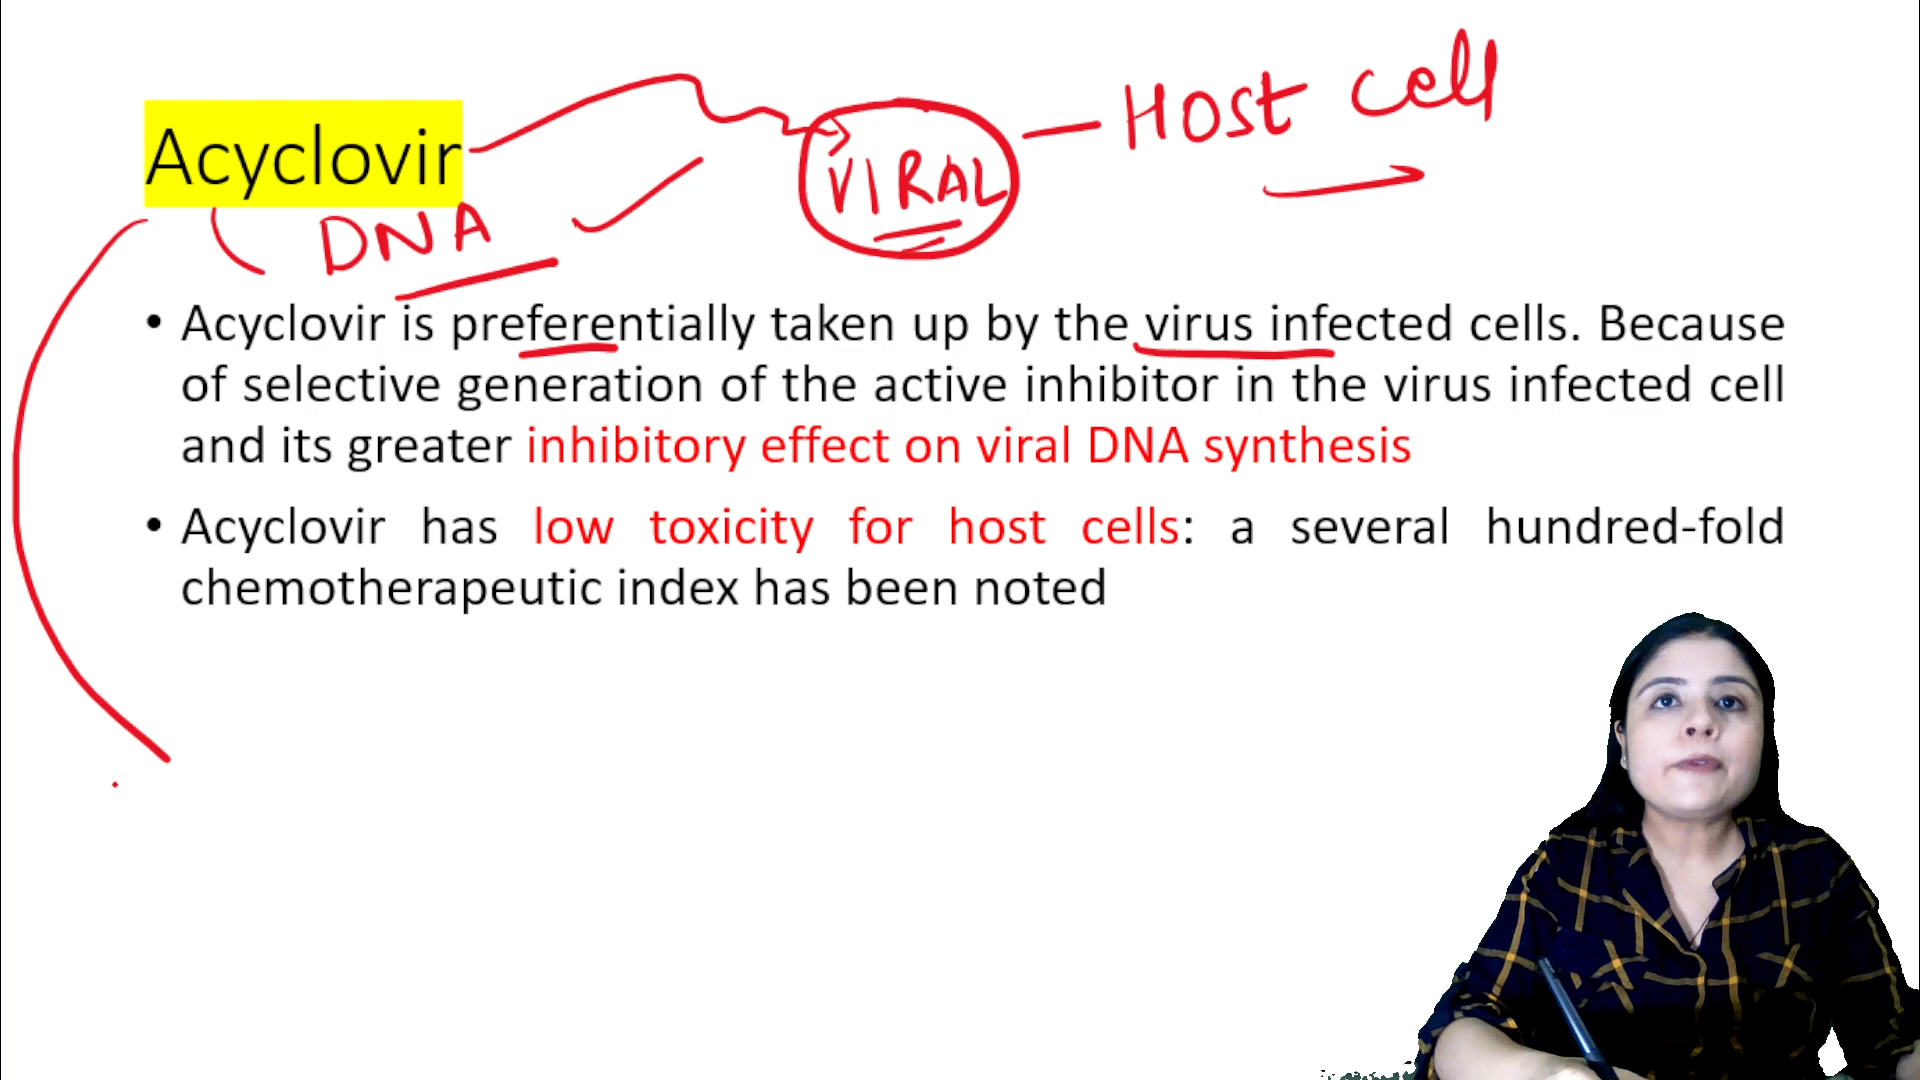 Acyclovir
VIRAL
HOST cell
DNA
• Acyclovir is preferentially taken up by the virus infected cells. Because
of selective generation of the active inhibitor in the virus infected cell
and its greater inhibitory effect on viral DNA synthesis
• Acyclovir has low toxicity for host cells: a several hundred-fold
chemotherapeutic index has been noted